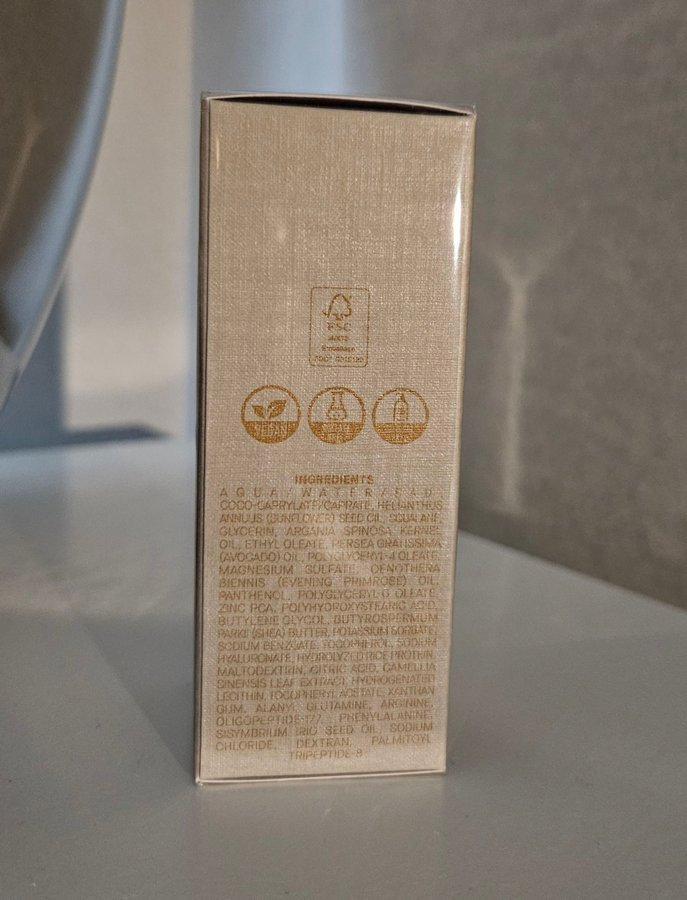 FSC
INGREDIENTS
AQUA/WATER/EAU,
COCO-CAPRYLATE/CAPRATE, HELIANTHUS
ANNUUS (SUNFLOWER) SEED OIL, SQUALANE,
GLYCERIN, ARGANIA SPINOSA KERNEL
OIL, ETHYL OLEATE, PERSEA GRATISSIMA
(AVOCADO) OIL, POLYGLYCERYL-4 OLEATE,
MAGNESIUM SULFATE, OENOTHERA
BIENNIS (EVENING PRIMROSE) OIL,
PANTHENOL, OLEATE,
ZINC PCA, POLYHYDROXYSTEARIC ACID,
BUTYLENE GLYCOL, BUTYROSPERMUM
PARKII (SHEA) BUTTER, POTASSIUM SORBATE,
SODIUM BENZOATE, TOCOPHEROL, SODIUM
HYALURONATE, HYDROLYZED RICE PROTEIN,
MALTODEXTRIN, CITRIC ACID, CAMELLIA
SINENSIS LEAF EXTRACT, HYDROGENATED
LECITHIN, TOCOPHERYL ACETATE, XANTHAN
GUM, ALANYL GLUTAMINE, ARGININE,
OLIGOPEPTIDE-177, PHENYLALANINE,
SISYMBRIUM IRIO SEED OIL, SODIUM
CHLORIDE, DEXTRAN, PALMITOYL
TRIPEPTIDE-8